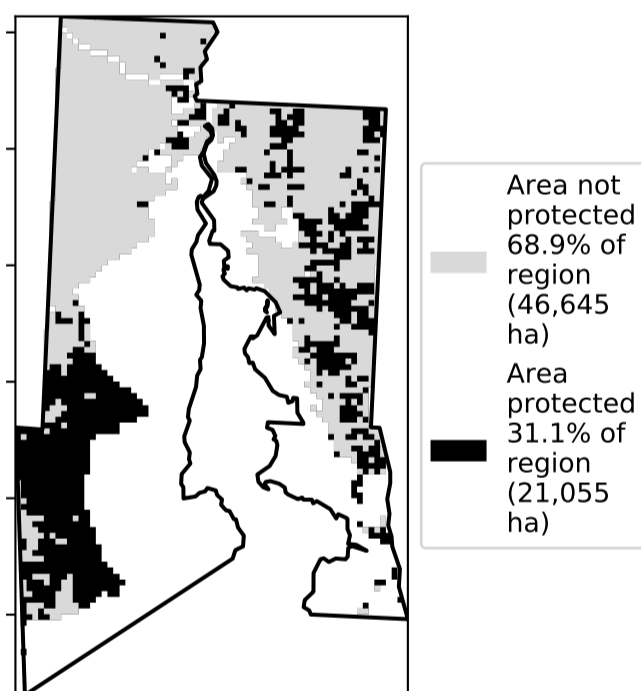 Area not
protected
68.9% of
region
(46,645
ha)
Area
protected
31.1% of
region
(21,055
ha)